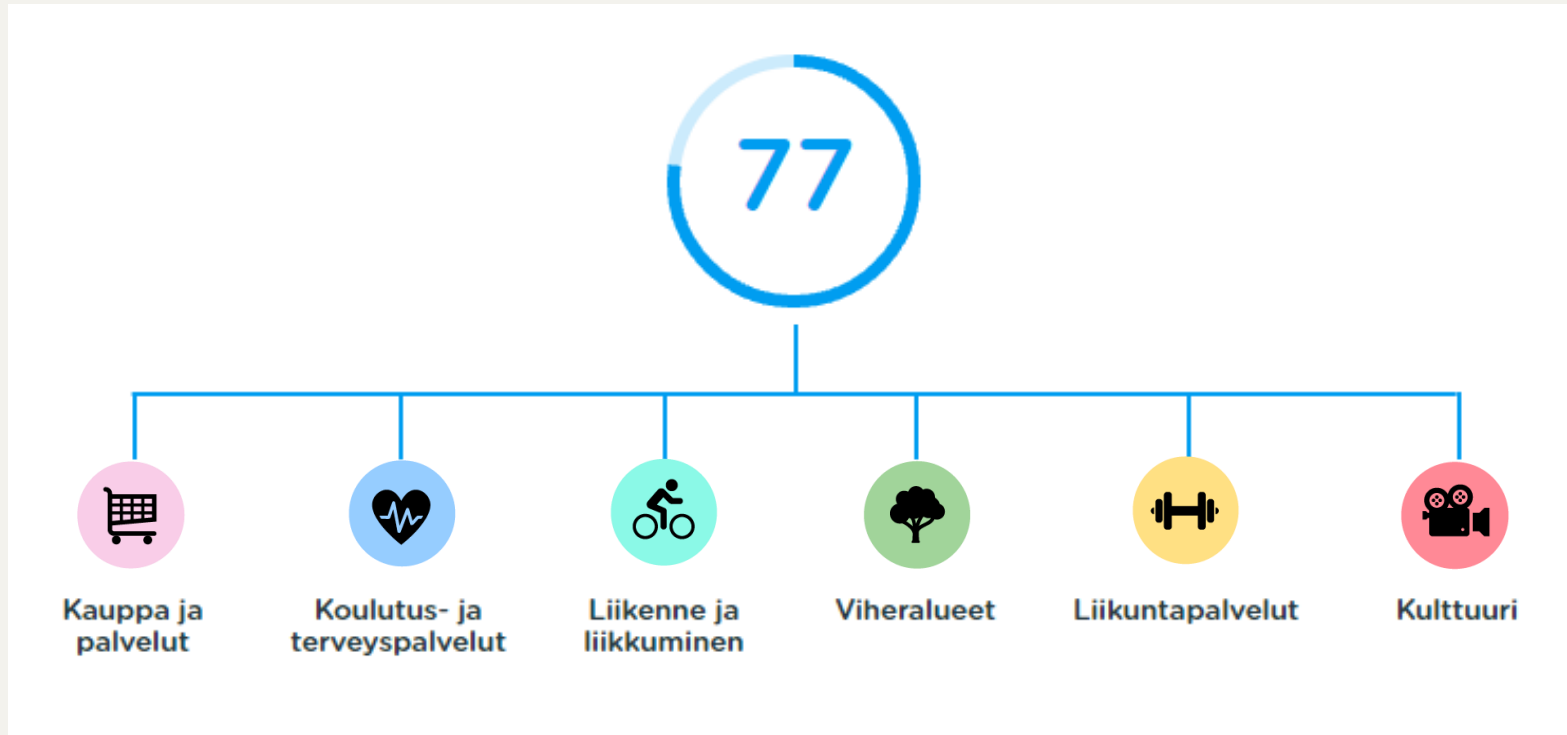 77
Kauppa ja
palvelut
Koulutus- ja
terveyspalvelut
Liikenne ja
liikkuminen
Viheralueet
Liikuntapalvelut
Kulttuuri